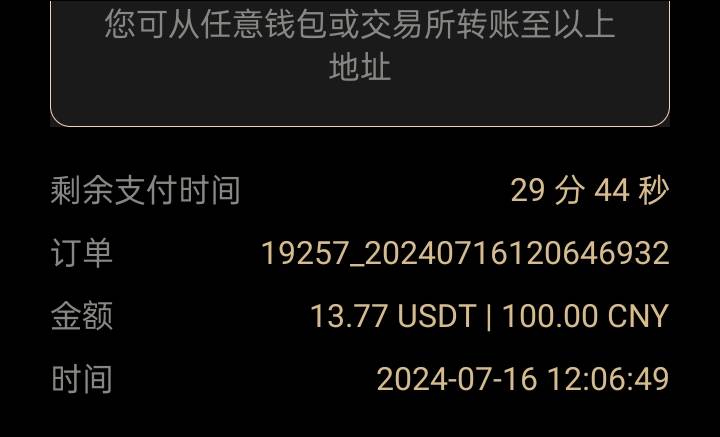 您可从任意钱包或交易所转账至以上
地址
剩余支付时间 29 分 44 秒
订单 19257_20240716120646932
金额 13.77 USDT | 100.00 CNY
时间 2024-07-16 12:06:49